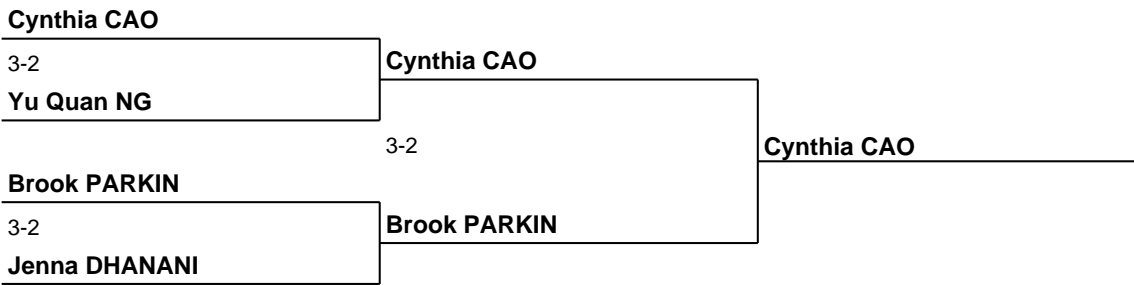 Cynthia CAO
3-2
Cynthia CAO
Yu Quan NG
3-2
Cynthia CAO
Brook PARKIN
3-2
Brook PARKIN
Jenna DHANANI